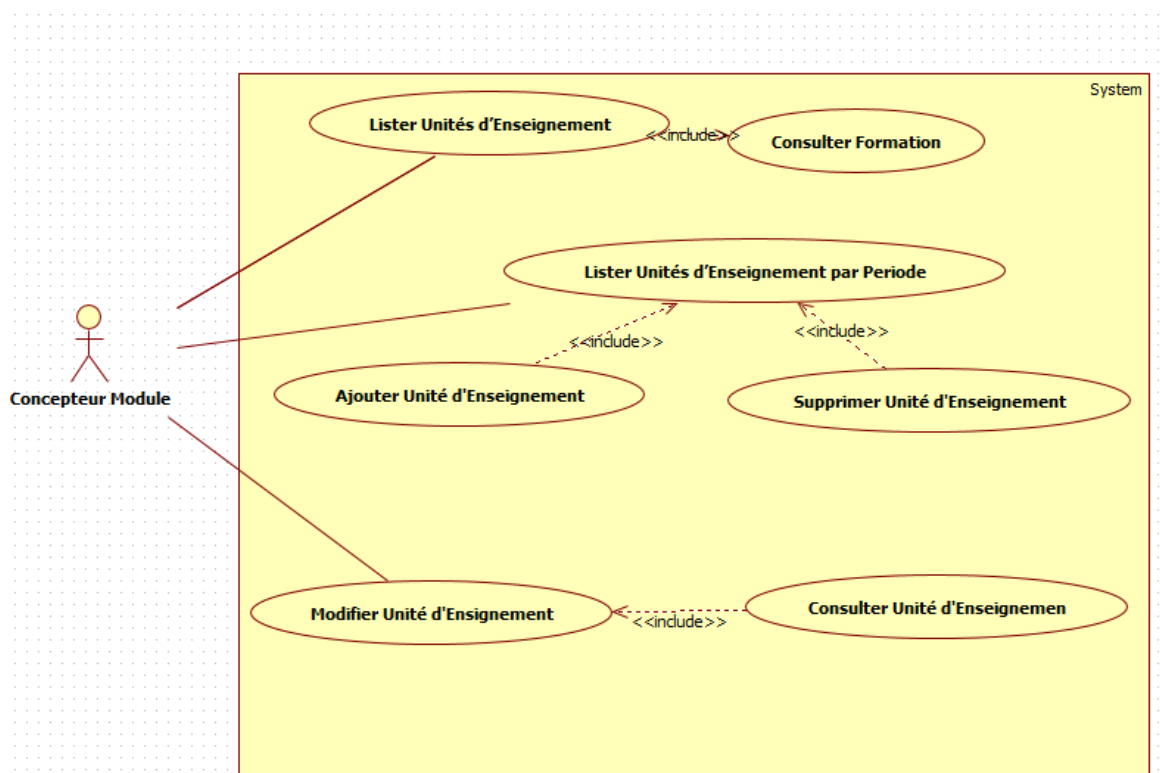 System
Lister Unités d’Enseignement
<<include>>
Consulter Formation
Lister Unités d’Enseignement par Periode
<<include>>
<<include>>
Ajouter Unité d'Enseignement
Supprimer Unité d'Enseignement
Concepteur Module
Modifier Unité d'Ensignement
<<include>>
Consulter Unité d'Enseignemen